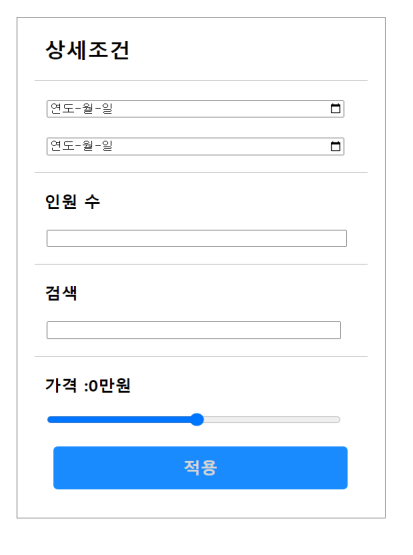 상세조건
연도-월-일
연도-월-일
인원 수
검색
가격 :0만원
적용